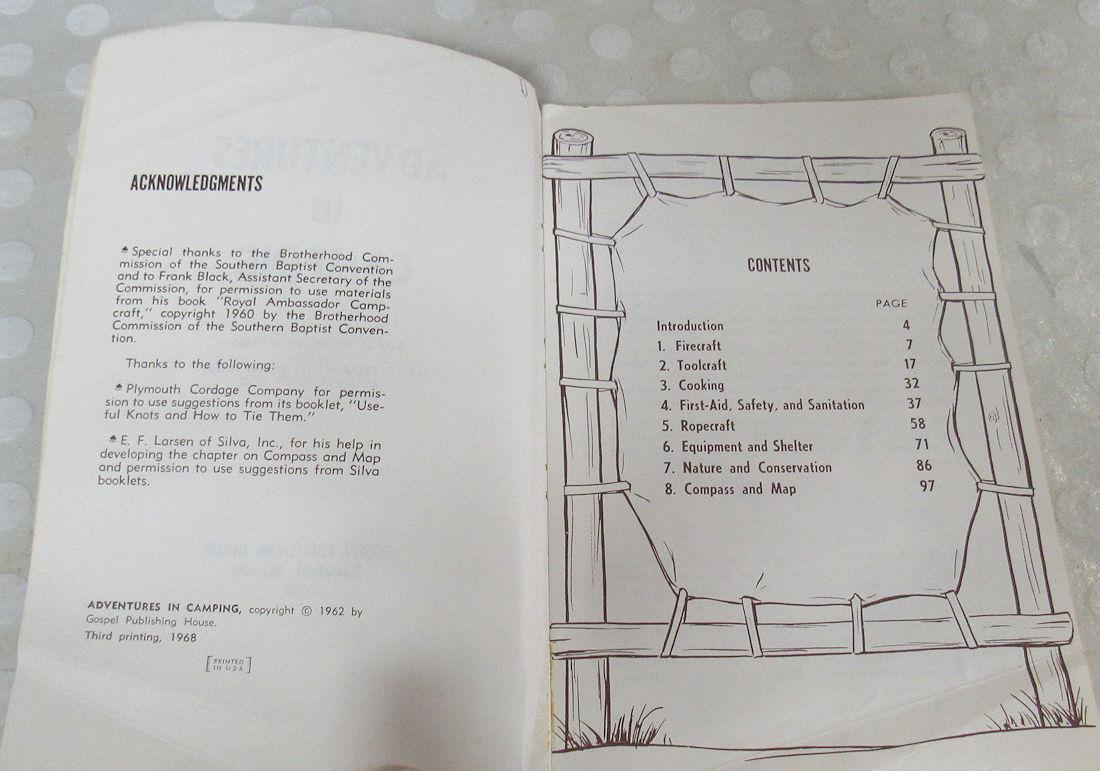 ACKNOWLEDGMENTS
♠Special thanks to the Brotherhood Com-
mission of the Southern Baptist Convention
and to Frank Black, Assistant Secretary of the
Commission, for permission to use materials
from his book "Royal Ambassador Camp-
craft," copyright 1960 by the Brotherhood
Commission of the Southern Baptist Conven-
tion.
Thanks to the following:
♠Plymouth Cordage Company for permis-
sion to use suggestions from its booklet, "Use-
ful Knots and How to Tie Them."
♠E. F. Larsen of Silva, Inc., for his help in
developing the chapter on Compass and Map
and permission to use suggestions from Silva
booklets.
ADVENTURES IN CAMPING, copyright © 1962 by
Gospel Publishing House.
Third printing, 1968
[PRINTED
IN U S A]
CONTENTS
PAGE
Introduction 4
1. Firecraft 7
2. Toolcraft 17
3. Cooking 32
4. First-Aid, Safety, and Sanitation 37
5. Ropecraft 58
6. Equipment and Shelter 71
7. Nature and Conservation 86
8. Compass and Map 97